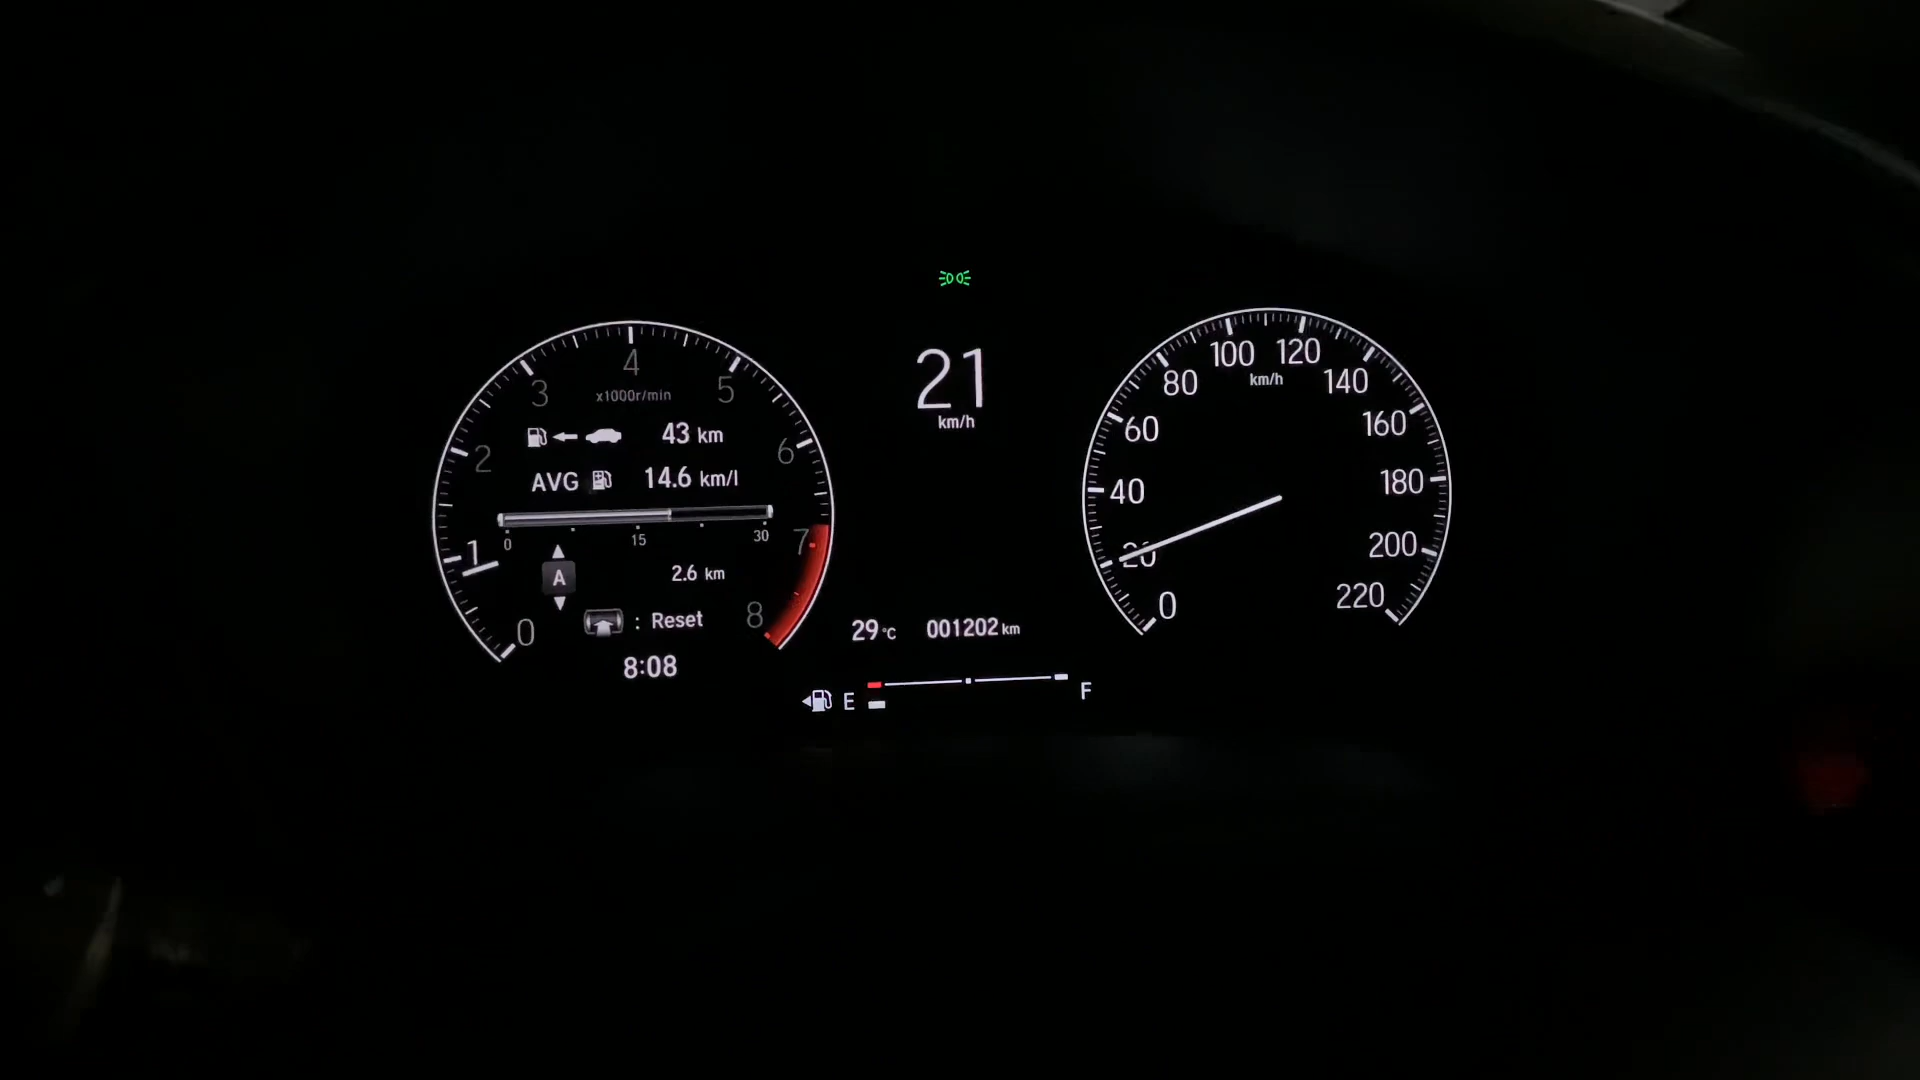 4
3
5
x1000r/min
43 km
2
6
AVG 14.6 km/l
0 15 30
1
7
A
2.6 km
: Reset
0
8
8:08
21
km/h
29°C 001202 km
E F
100 120
km/h
80
140
60
160
40
180
20
200
0
220